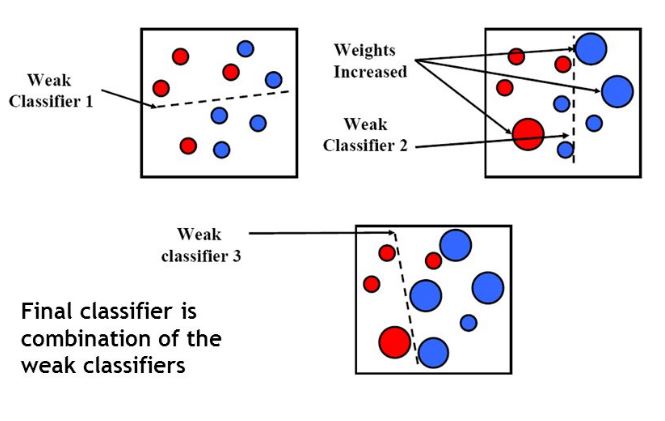 Weak
Classifier 1
Weights
Increased
Weak
Classifier 2
Weak
classifier 3
Final classifier is
combination of the
weak classifiers